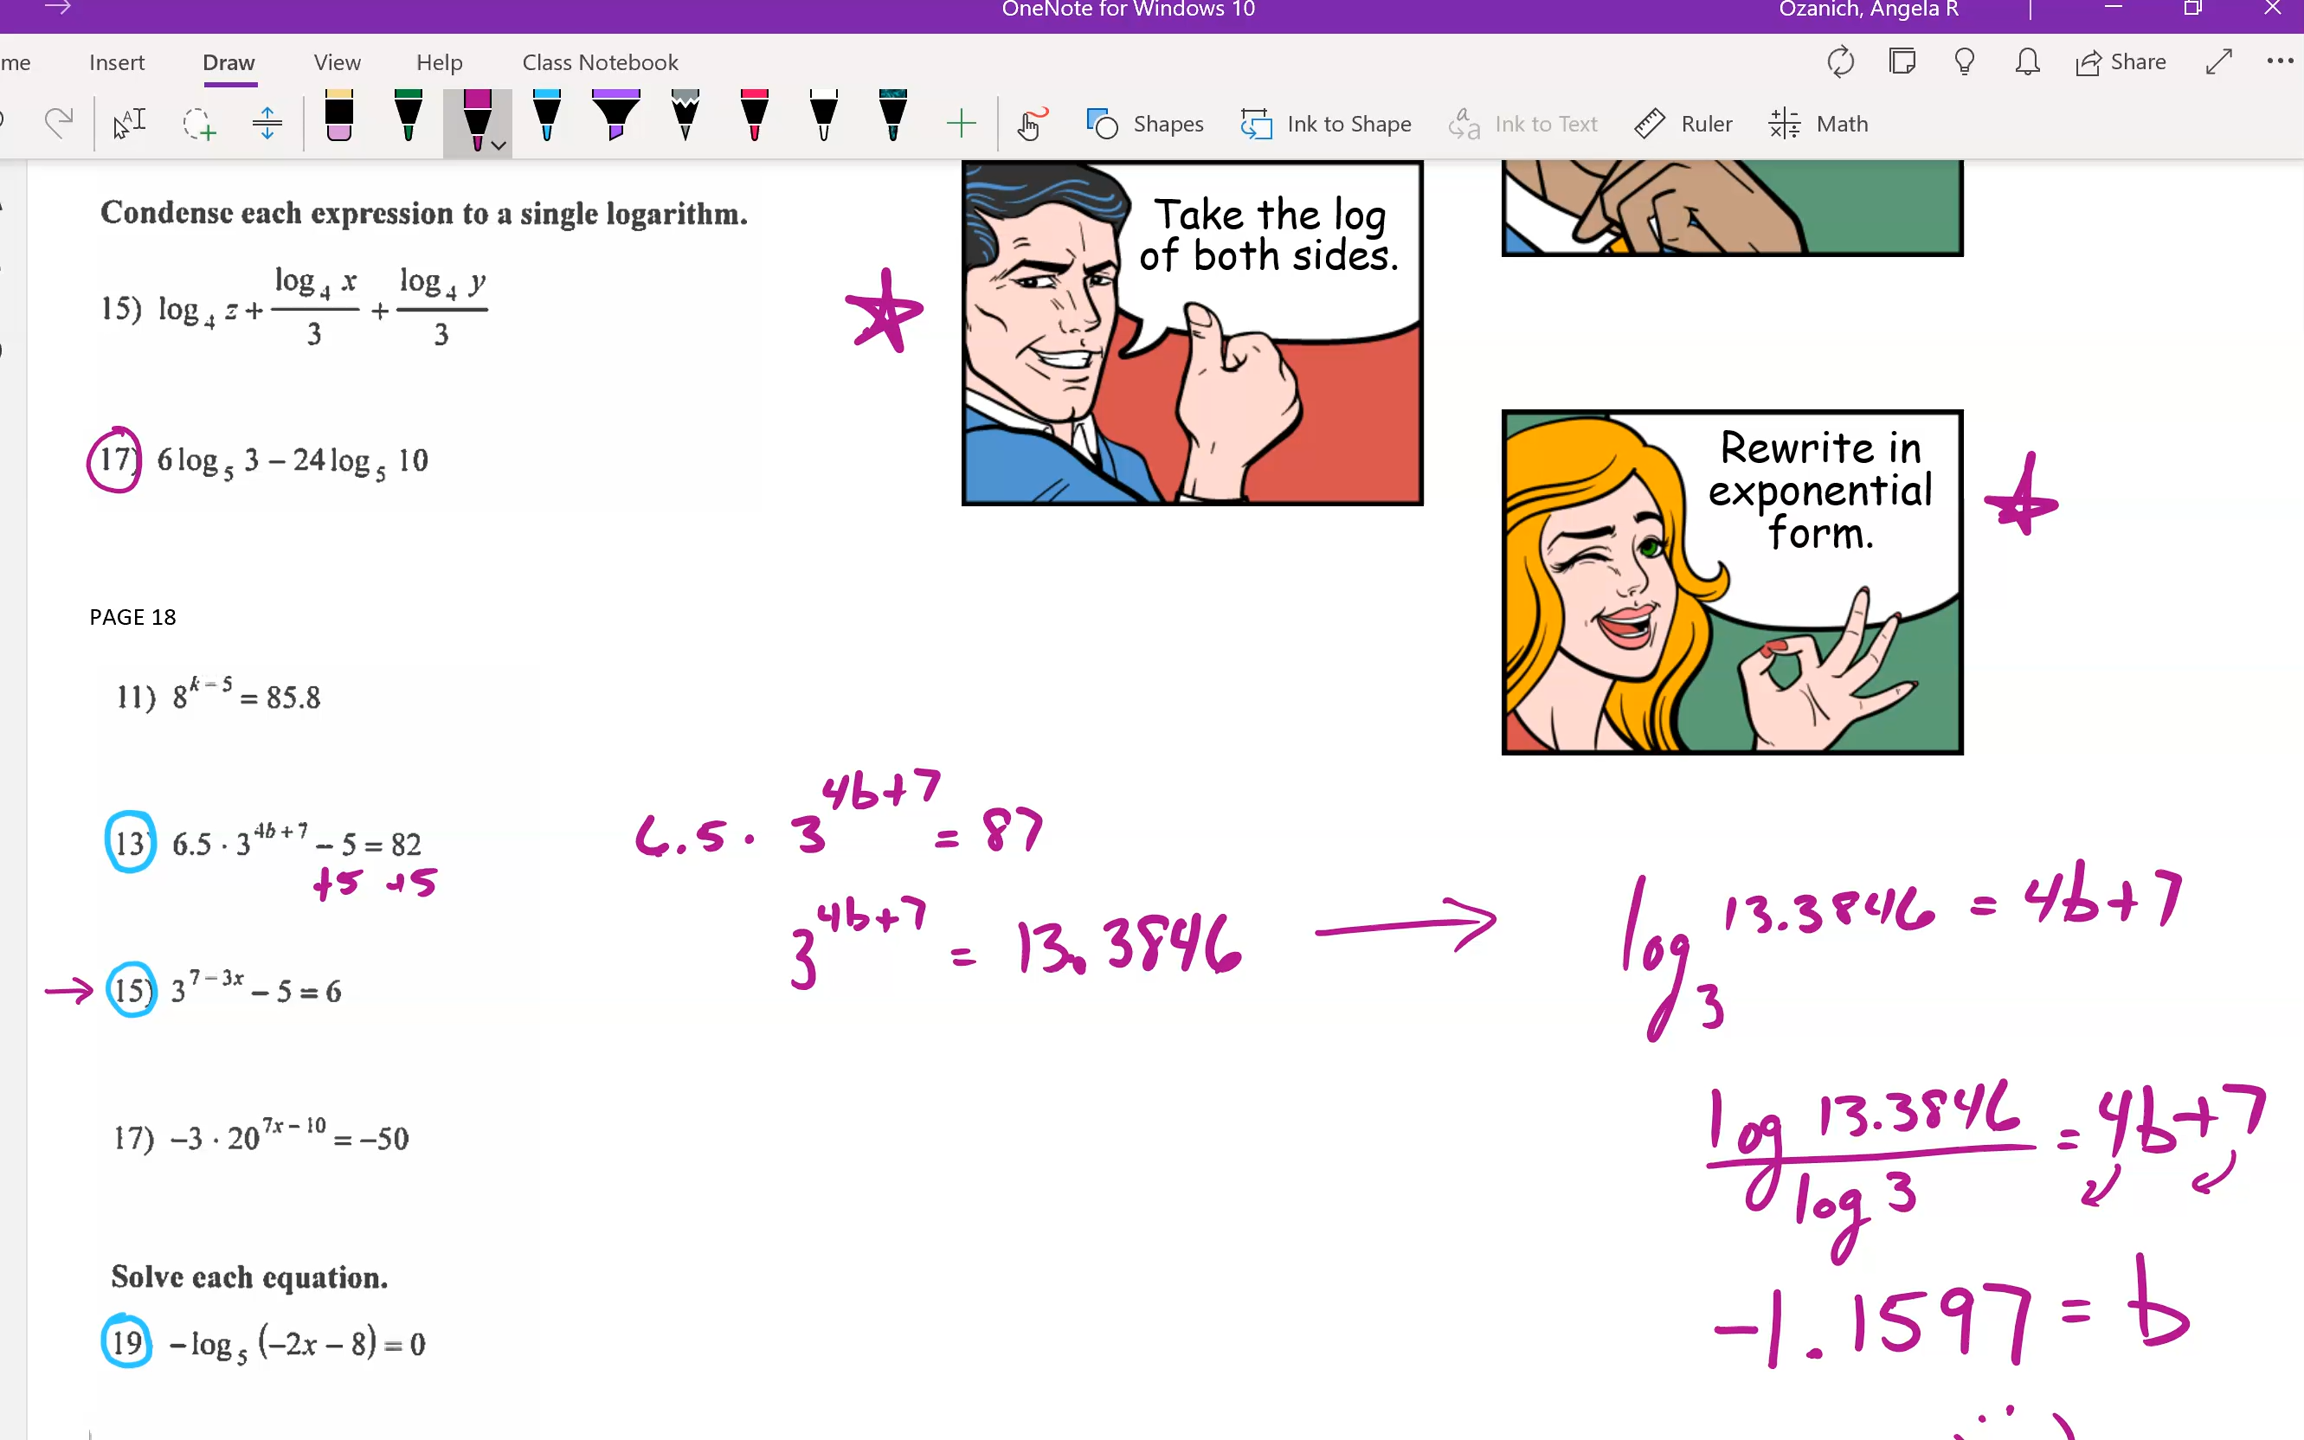 OneNote for Windows 10
Ozanich, Angela R
me Insert Draw View Help Class Notebook Share
Shapes Ink to Shape Ink to Text Ruler Math
Condense each expression to a single logarithm.
15) log₄ z + log₄ x / 3 + log₄ y / 3
17) 6 log₅ 3 – 24 log₅ 10
Take the log
of both sides.
Rewrite in
exponential
form.
PAGE 18
11) 8^(k – 5) = 85.8
13) 6.5 · 3^(4b + 7) – 5 = 82
+5 +5
15) 3^(7 – 3x) – 5 = 6
17) –3 · 20^(7x – 10) = –50
Solve each equation.
19) –log₅ (–2x – 8) = 0
6.5 · 3^(4b+7) = 87
3^(4b+7) = 13.3846
log₃ 13.3846 = 4b+7
log 13.3846 / log 3 = 4b+7
-1.1597 = b